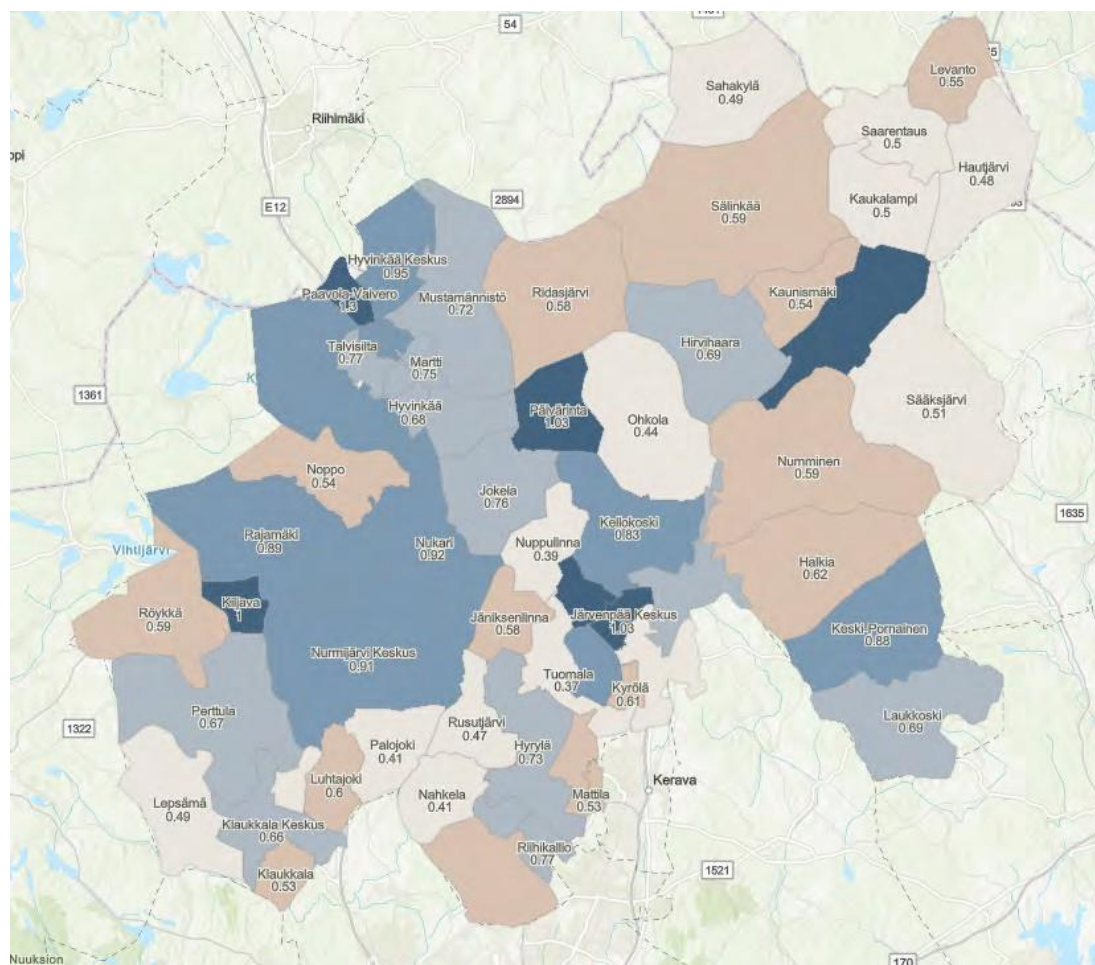 54
75
Levanto
0.55
Sahakylä
0.49
Riihimäki
Saarentaus
0.5
Hautjärvi
0.48
opi
2894
E12
Kaukalampi
0.5
Sälinkää
0.59
Hyvinkää Keskus
0.95
Paavola-Vaivero
1.3
Mustamännistö
0.72
Ridasjärvi
0.58
Kaunismäki
0.54
Talvisilta
0.77
Martti
0.75
Hirvihaara
0.69
1361
Hyvinkää
0.68
Päivärinta
1.03
Ohkola
0.44
Sääksjärvi
0.51
Noppo
0.54
Numminen
0.59
Jokela
0.76
1635
Rajamäki
0.89
Nukari
0.92
Nuppulinna
0.39
Kellokoski
0.83
Vihtijärvi
Halkia
0.62
Röykkä
0.59
Kiljava
1
Jäniksenlinna
0.58
Järvenpää Keskus
1.03
Keski-Pornainen
0.88
Nurmijärvi Keskus
0.91
Tuomala
0.37
Kyrölä
0.61
Perttula
0.67
1322
Rusutjärvi
0.47
Laukkoski
0.69
Palojoki
0.41
Hyrylä
0.73
Luhtajoki
0.6
Kerava
Lepsämä
0.49
Nahkela
0.41
Mattila
0.53
Klaukkala Keskus
0.66
Riihikallio
0.77
Klaukkala
0.53
1521
Nuuksion
170